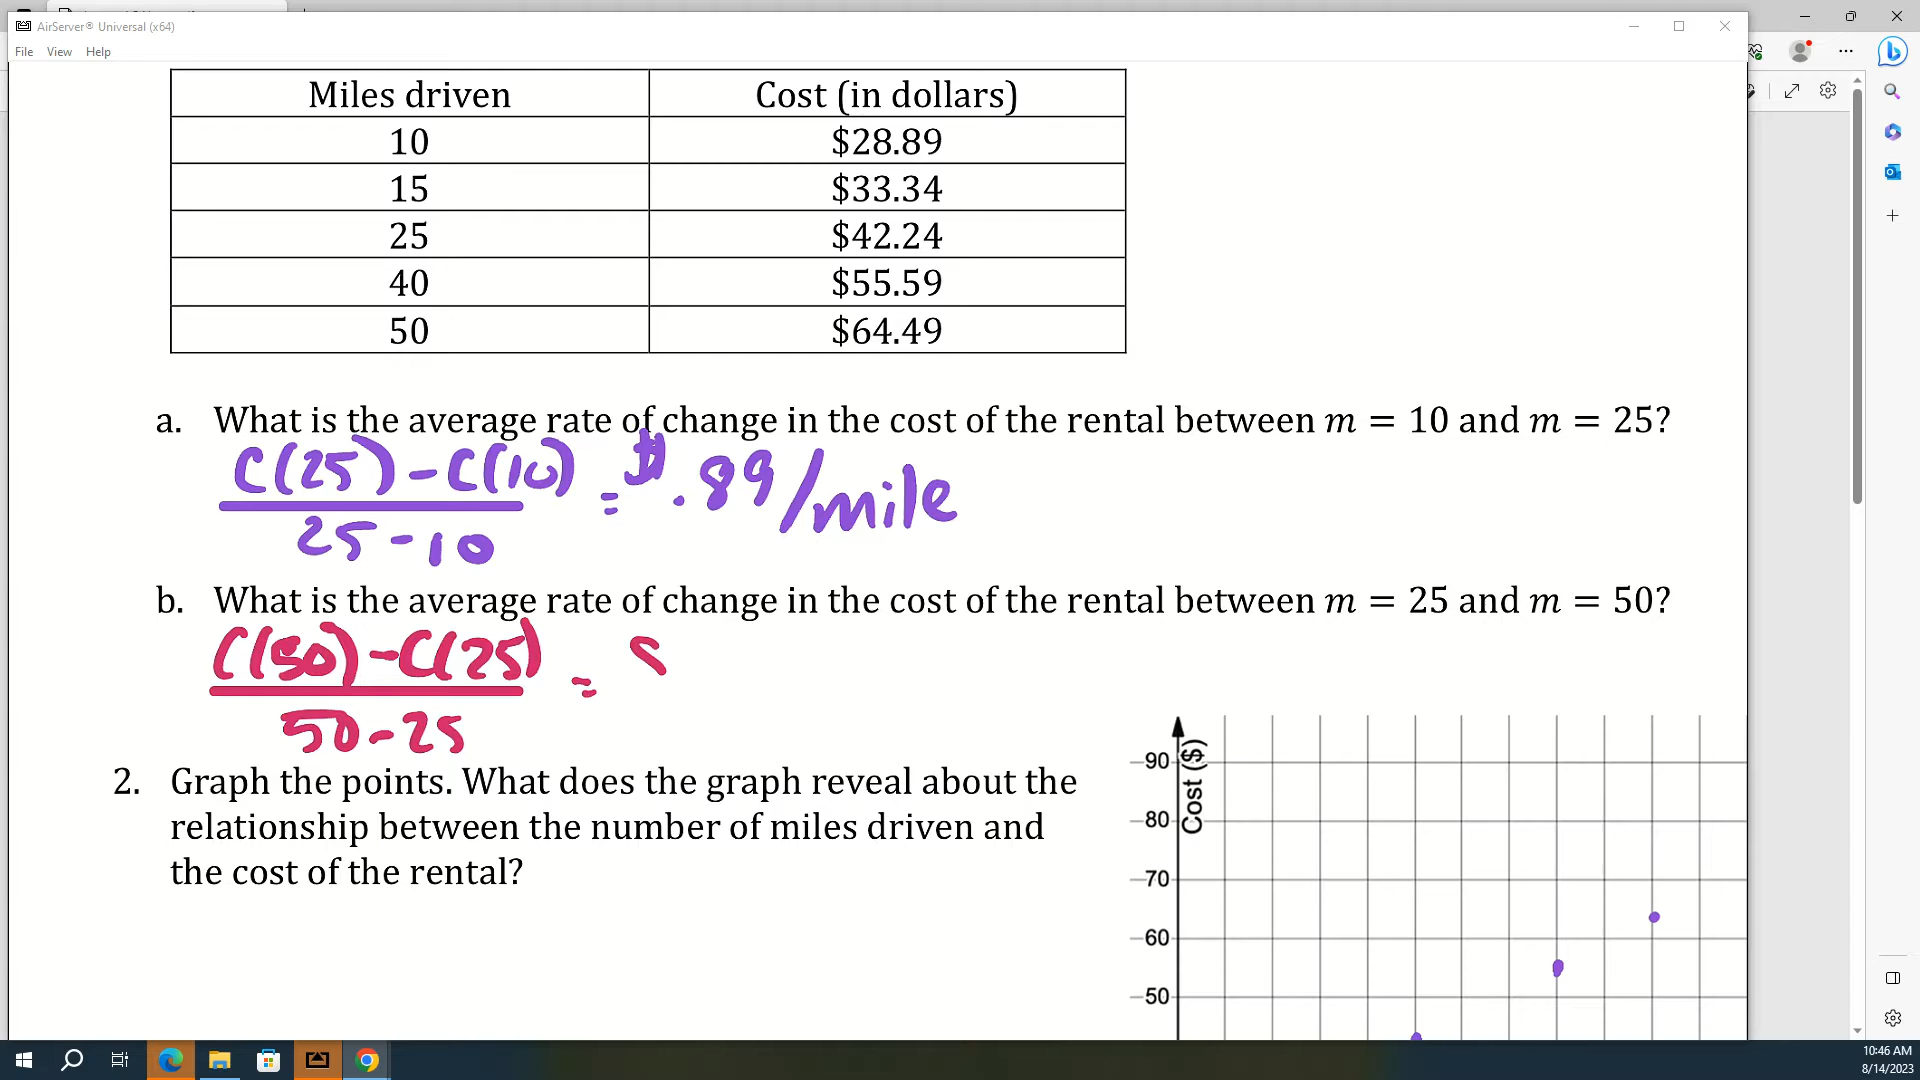 AirServer® Universal (x64)
File View Help
Miles driven Cost (in dollars)
10 $28.89
15 $33.34
25 $42.24
40 $55.59
50 $64.49
a. What is the average rate of change in the cost of the rental between m = 10 and m = 25?
C(25) - C(10)
25 - 10
= $.89/mile
b. What is the average rate of change in the cost of the rental between m = 25 and m = 50?
C(50) - C(25)
50 - 25
=
2. Graph the points. What does the graph reveal about the
relationship between the number of miles driven and
the cost of the rental?
Cost ($)
90
80
70
60
50
10:46 AM
8/14/2023